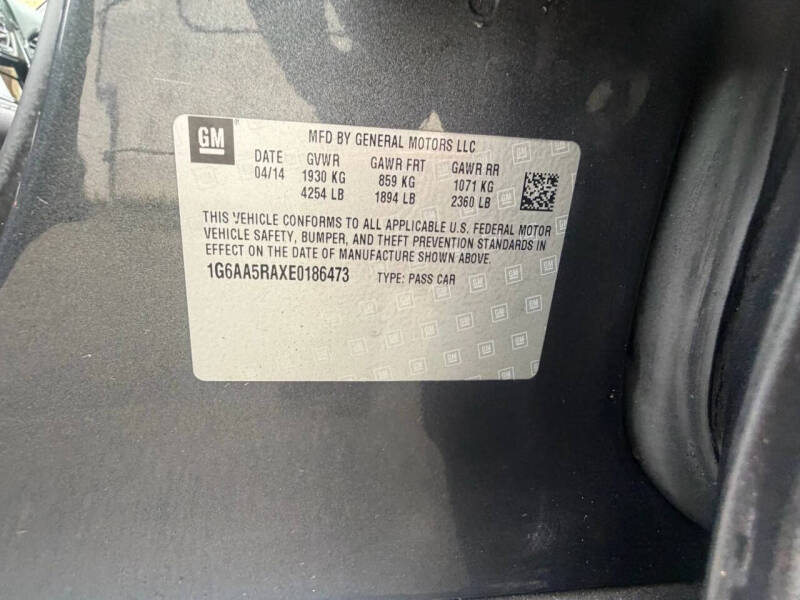 GM
MFD BY GENERAL MOTORS LLC
DATE GVWR GAWR FRT GAWR RR
04/14 1930 KG 859 KG 1071 KG
4254 LB 1894 LB 2360 LB
THIS VEHICLE CONFORMS TO ALL APPLICABLE U.S. FEDERAL MOTOR
VEHICLE SAFETY, BUMPER, AND THEFT PREVENTION STANDARDS IN
EFFECT ON THE DATE OF MANUFACTURE SHOWN ABOVE.
1G6AA5RAXE0186473 TYPE: PASS CAR